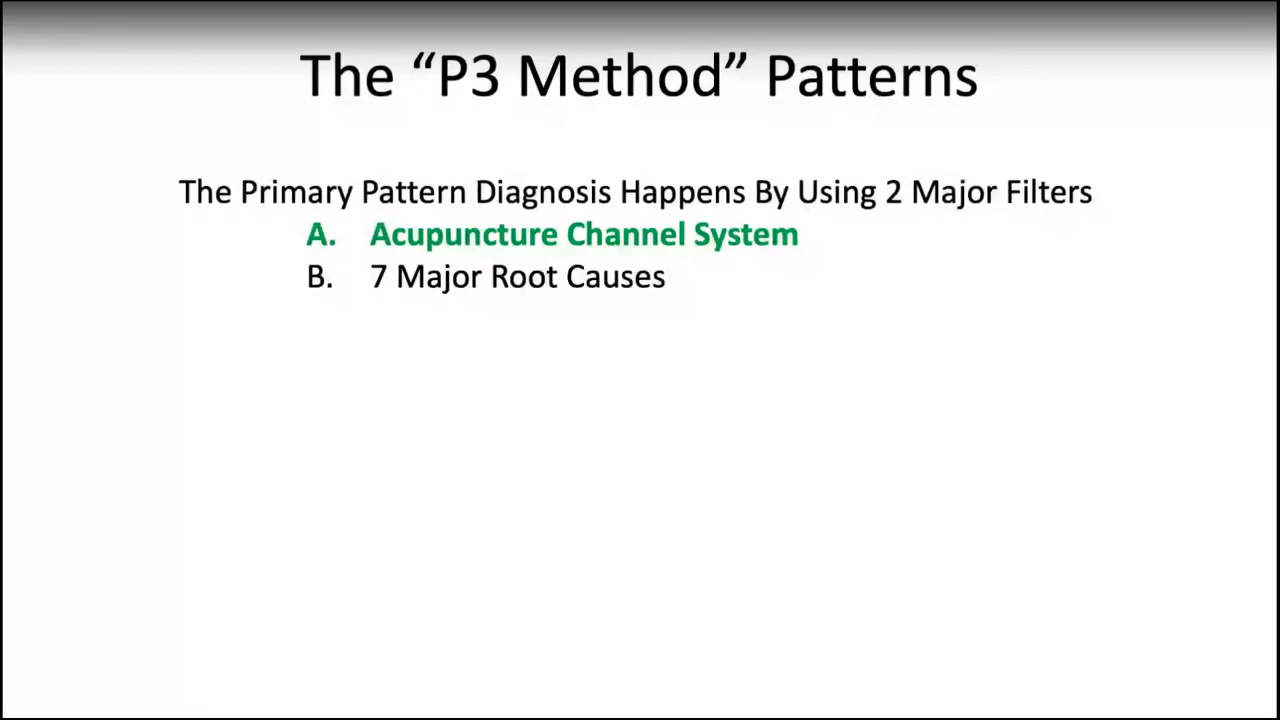 The “P3 Method” Patterns
The Primary Pattern Diagnosis Happens By Using 2 Major Filters
A. Acupuncture Channel System
B. 7 Major Root Causes